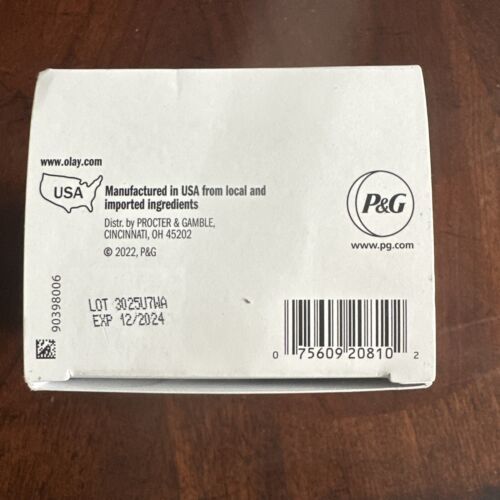 www.olay.com
USA
Manufactured in USA from local and
imported ingredients
Distr. by PROCTER & GAMBLE,
CINCINNATI, OH 45202
© 2022, P&G
P&G
www.pg.com
90398006
LOT 3025U7WA
EXP 12/2024
0 75609 20810 2